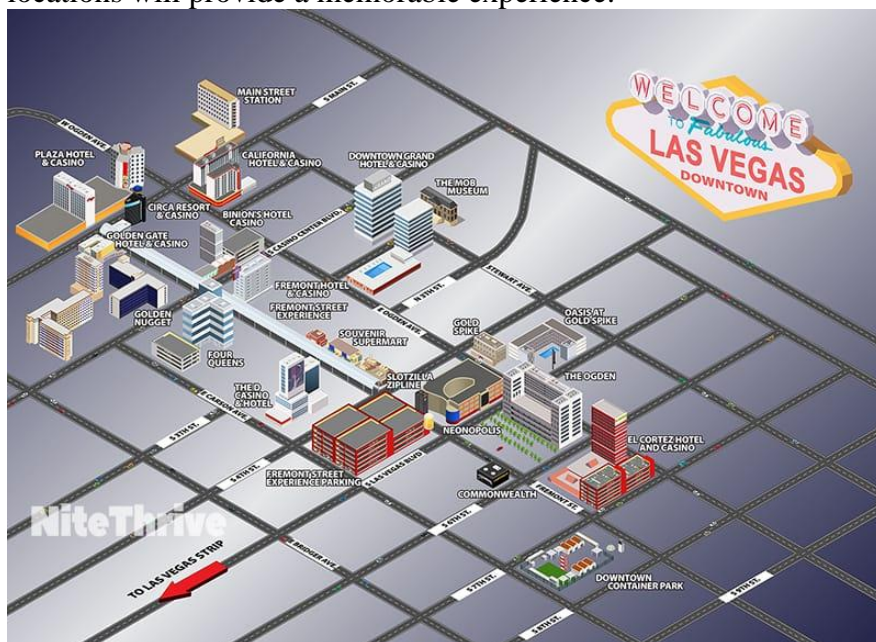 locations will provide a memorable experience.
WELCOME
TO Fabulous
LAS VEGAS
DOWNTOWN
MAIN STREET
STATION
S MAIN ST.
W OGDEN AVE.
PLAZA HOTEL
& CASINO
CALIFORNIA
HOTEL & CASINO
DOWNTOWN GRAND
HOTEL & CASINO
THE MOB
MUSEUM
CIRCA RESORT
& CASINO
BINION'S HOTEL
CASINO
S CASINO CENTER BLVD.
GOLDEN GATE
HOTEL & CASINO
FREMONT HOTEL
& CASINO
FREMONT STREET
EXPERIENCE
STEWART AVE.
N 3TH ST.
E OGDEN AVE.
GOLDEN
NUGGET
FOUR
QUEENS
SOUVENIR
SUPERMART
GOLD
SPIKE
OASIS AT
GOLD SPIKE
SLOTZILLA
ZIPLINE
THE OGDEN
THE D
CASINO
& HOTEL
E CARSON AVE.
NEONOPOLIS
EL CORTEZ HOTEL
AND CASINO
S 3TH ST.
S 4TH ST.
FREMONT STREET
EXPERIENCE PARKING
S LAS VEGAS BLVD
COMMONWEALTH
E FREMONT ST.
NiteThrive
S 6TH ST.
E BRIDGER AVE.
TO LAS VEGAS STRIP
DOWNTOWN
CONTAINER PARK
S 7TH ST.
S 8TH ST.
S 9TH ST.